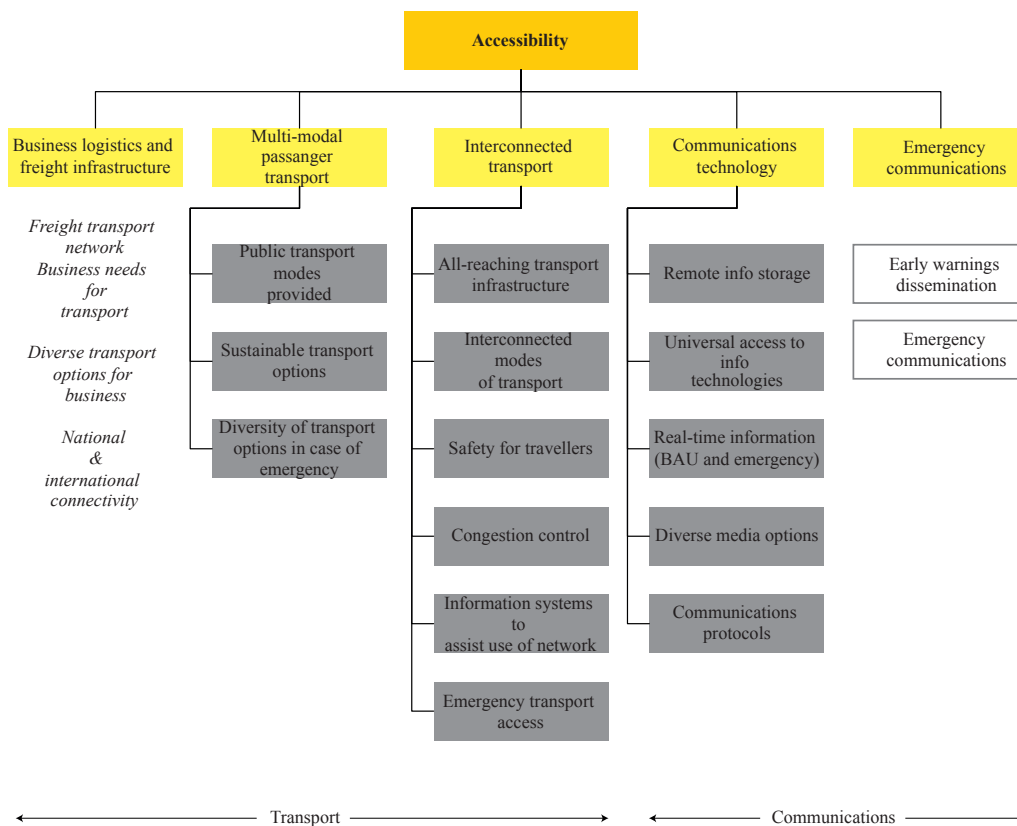 Accessibility
Business logistics and
freight infrastructure
Multi-modal
passanger
transport
Interconnected
transport
Communications
technology
Emergency
communications
Freight transport
network
Business needs
for
transport
Diverse transport
options for
business
National
&
international
connectivity
Public transport
modes
provided
Sustainable transport
options
Diversity of transport
options in case of
emergency
All-reaching transport
infrastructure
Interconnected
modes
of transport
Safety for travellers
Congestion control
Information systems
to
assist use of network
Emergency transport
access
Remote info storage
Universal access to
info
technologies
Real-time information
(BAU and emergency)
Diverse media options
Communications
protocols
Early warnings
dissemination
Emergency
communications
Transport
Communications